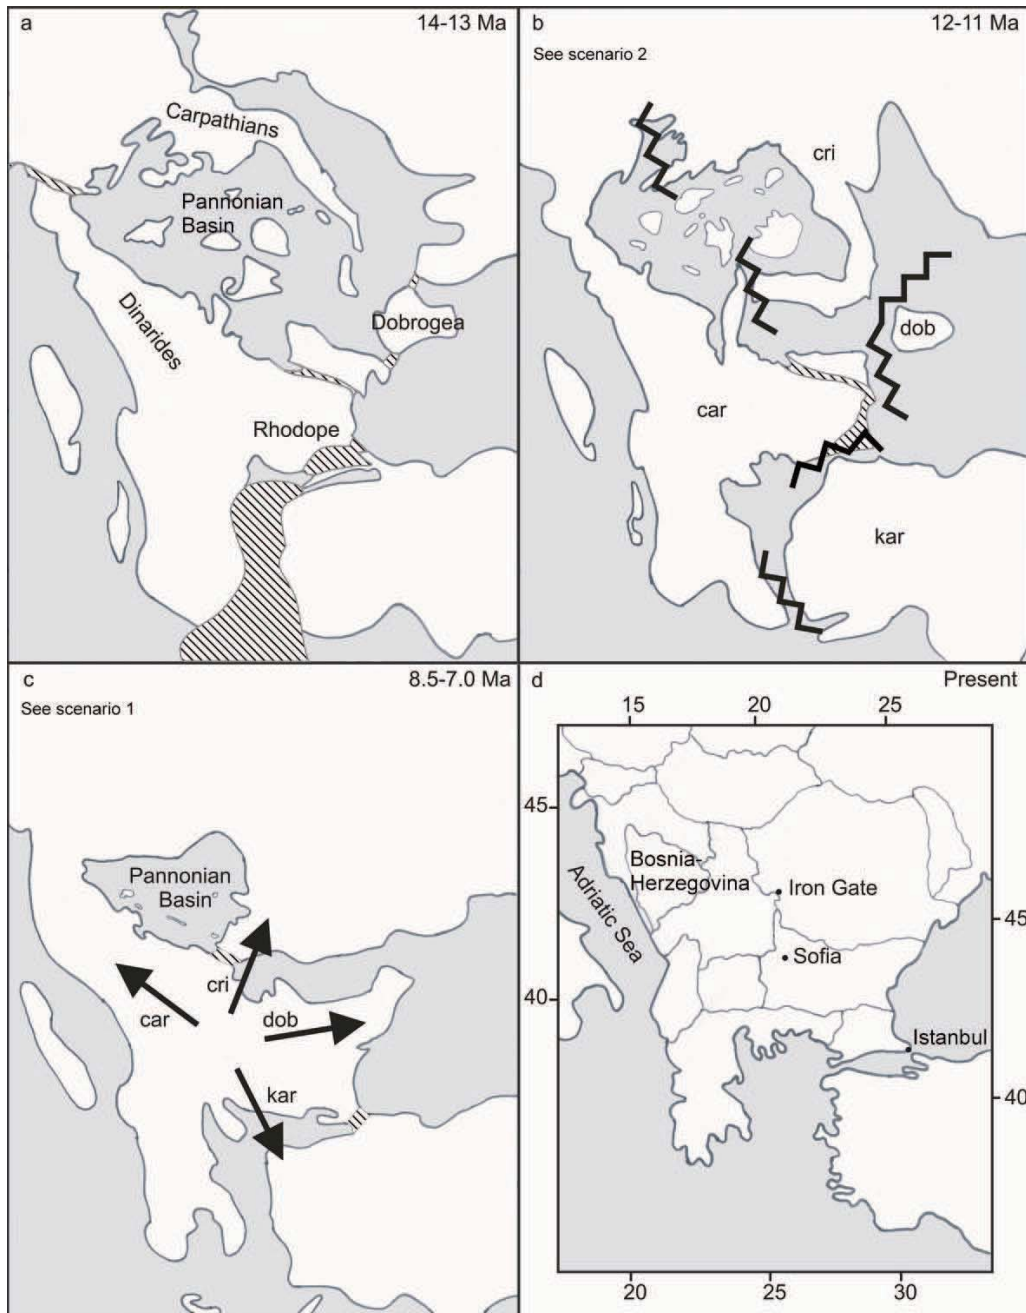 a
14-13 Ma
Carpathians
Pannonian
Basin
Dinarides
Dobrogea
Rhodope
b
12-11 Ma
See scenario 2
cri
dob
car
kar
c
8.5-7.0 Ma
See scenario 1
Pannonian
Basin
cri
car
dob
kar
d
Present
15
20
25
45
Bosnia-
Herzegovina
Iron Gate
Adriatic Sea
45
Sofia
40
Istanbul
40
20
25
30